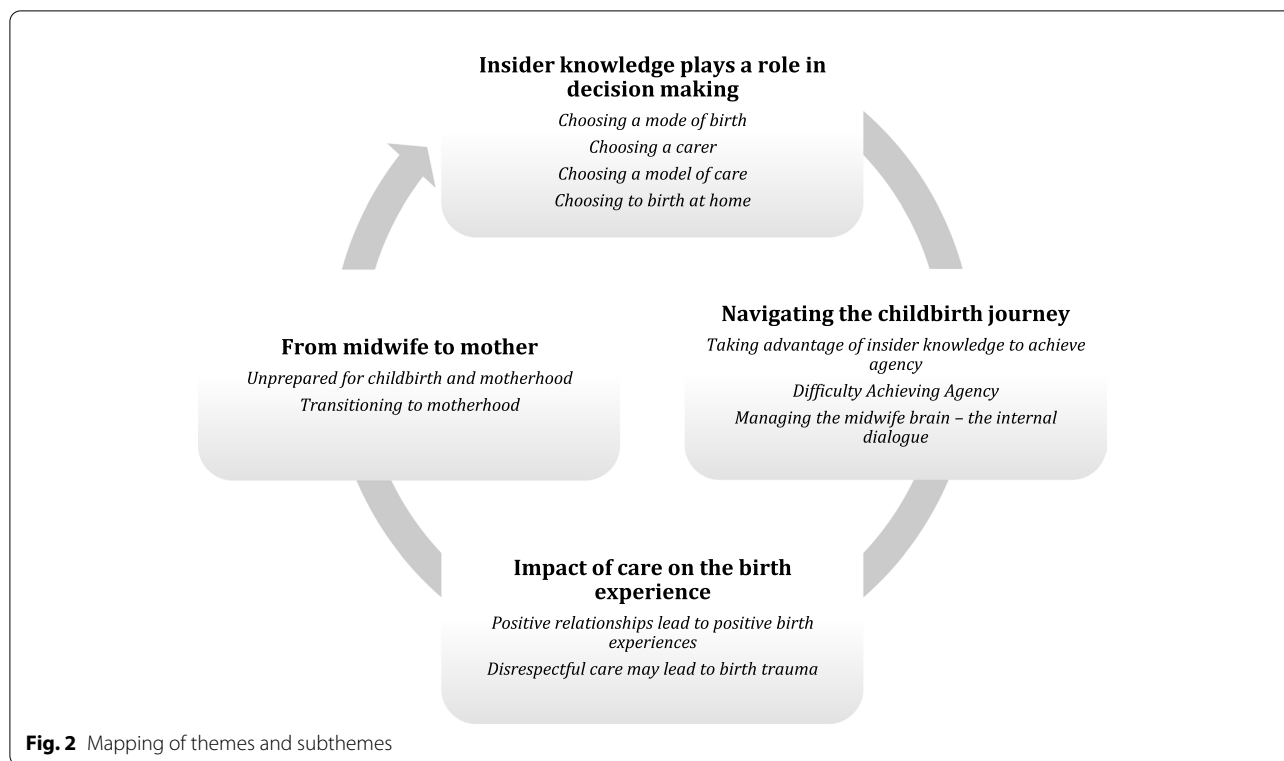 Insider knowledge plays a role in
decision making
Choosing a mode of birth
Choosing a carer
Choosing a model of care
Choosing to birth at home
Navigating the childbirth journey
Taking advantage of insider knowledge to achieve
agency
Difficulty Achieving Agency
Managing the midwife brain – the internal
dialogue
Impact of care on the birth
experience
Positive relationships lead to positive birth
experiences
Disrespectful care may lead to birth trauma
From midwife to mother
Unprepared for childbirth and motherhood
Transitioning to motherhood
Fig. 2 Mapping of themes and subthemes